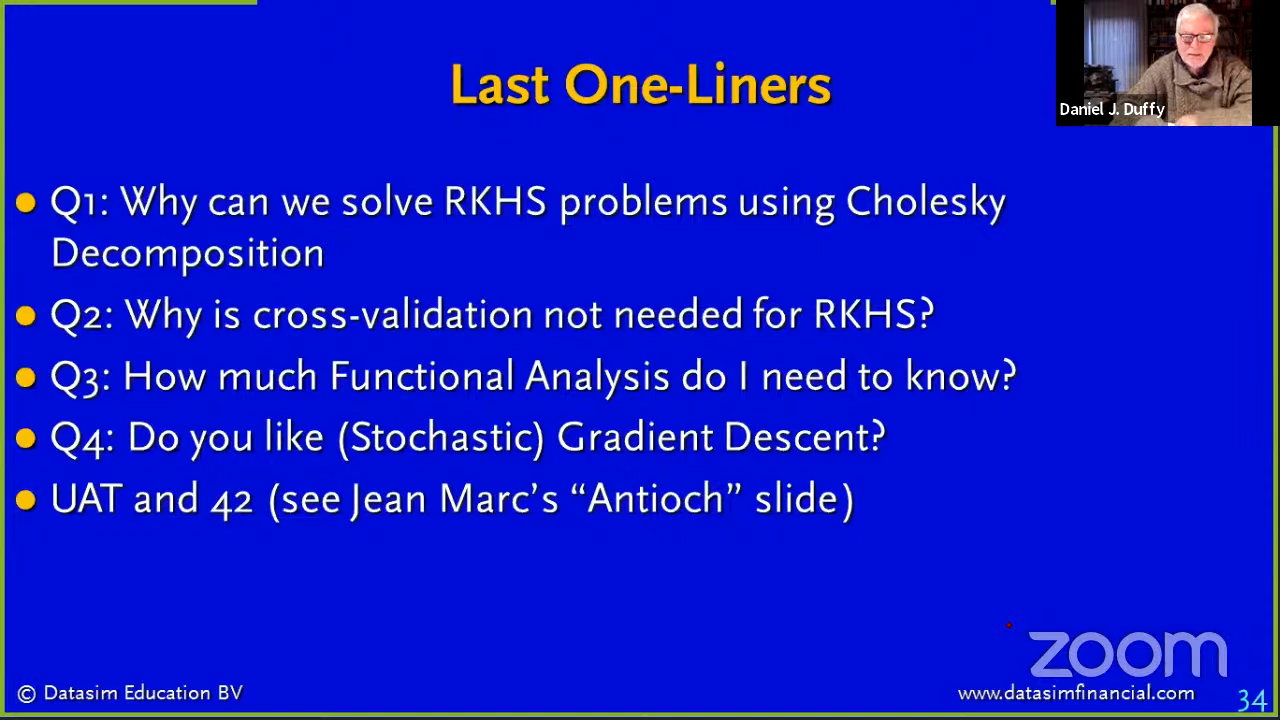 Last One-Liners
Daniel J. Duffy
Q1: Why can we solve RKHS problems using Cholesky
Decomposition
Q2: Why is cross-validation not needed for RKHS?
Q3: How much Functional Analysis do I need to know?
Q4: Do you like (Stochastic) Gradient Descent?
UAT and 42 (see Jean Marc's “Antioch” slide)
zoom
© Datasim Education BV
www.datasimfinancial.com
34